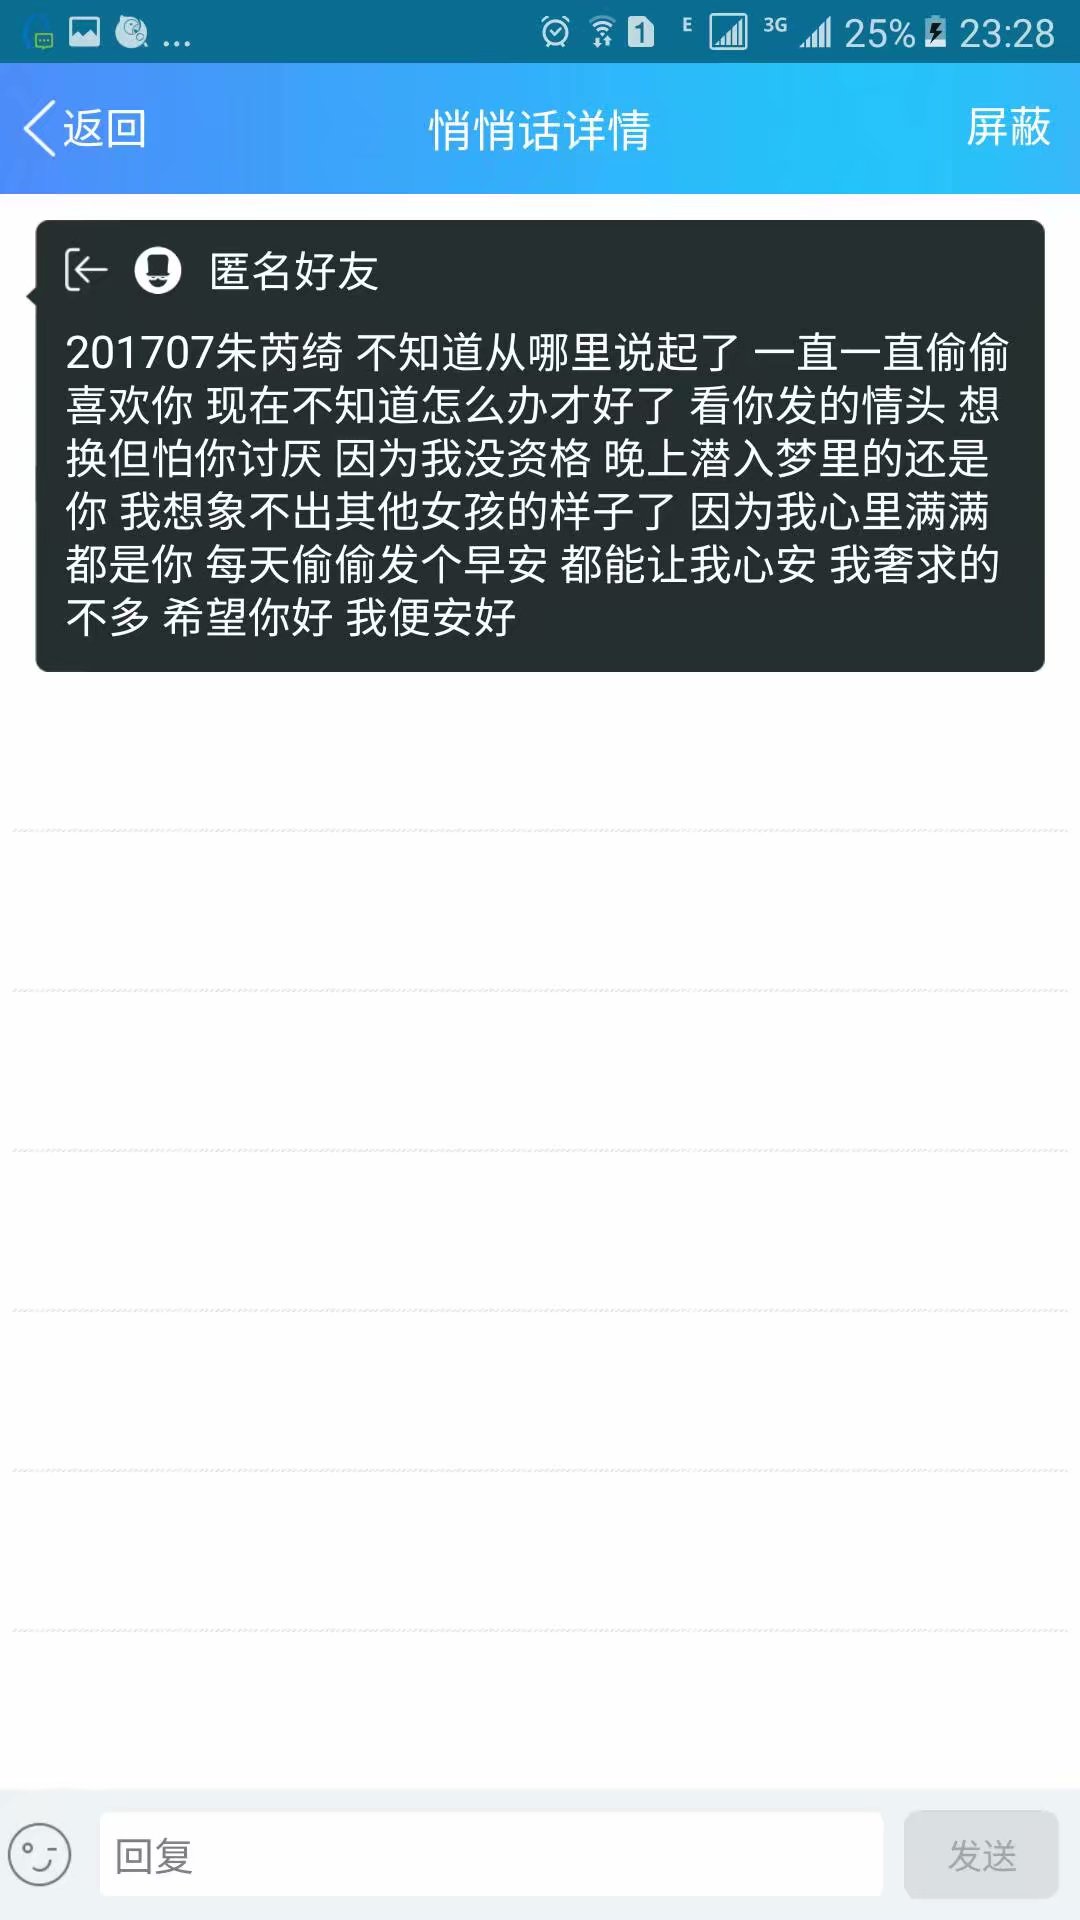 ... 1 E 3G 25% 23:28
返回 悄悄话详情 屏蔽
匿名好友
201707朱芮绮 不知道从哪里说起了 一直一直偷偷
喜欢你 现在不知道怎么办才好了 看你发的情头 想
换但怕你讨厌 因为我没资格 晚上潜入梦里的还是
你 我想象不出其他女孩的样子了 因为我心里满满
都是你 每天偷偷发个早安 都能让我心安 我奢求的
不多 希望你好 我便安好
回复 发送